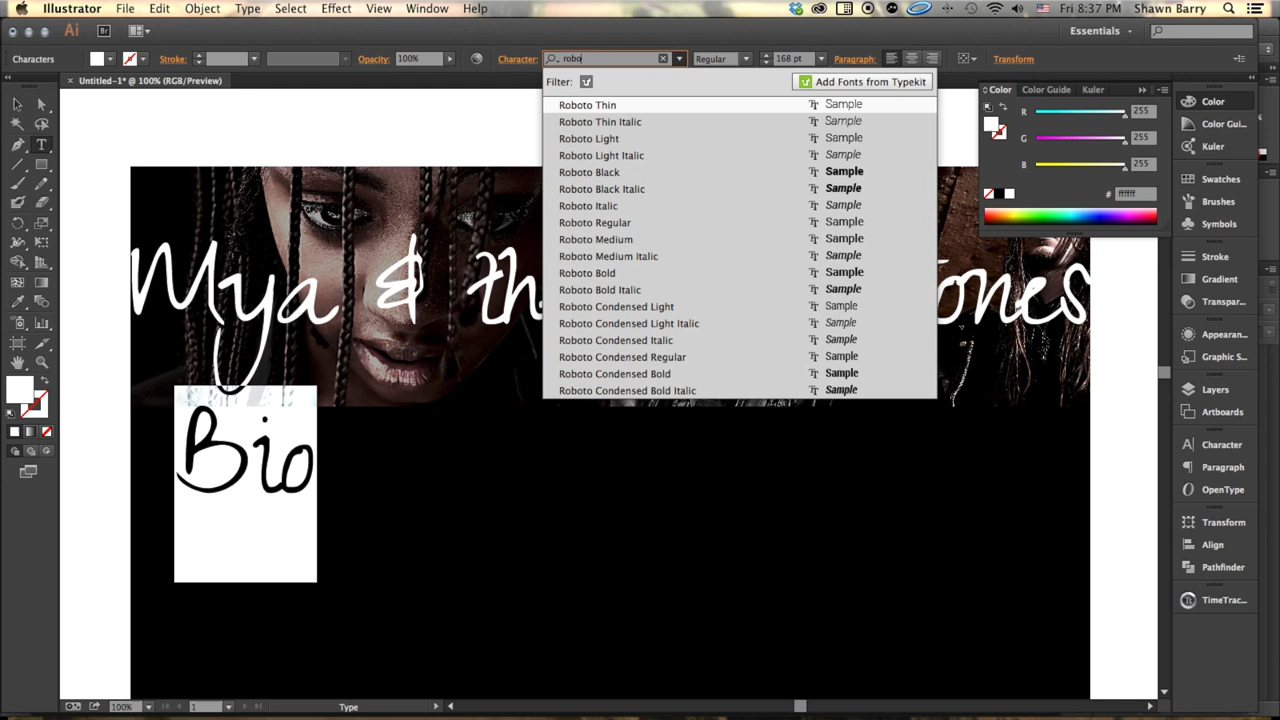 Illustrator File Edit Object Type Select Effect View Window Help Fri 8:37 PM Shawn Barry
Ai Br Essentials
Characters Stroke: Opacity: 100% Character: robo Regular 168 pt Paragraph: Transform
× Untitled-1* @ 100% (RGB/Preview)
Filter: Add Fonts from Typekit
Roboto Thin Sample
Roboto Thin Italic Sample
Roboto Light Sample
Roboto Light Italic Sample
Roboto Black Sample
Roboto Black Italic Sample
Roboto Italic Sample
Roboto Regular Sample
Roboto Medium Sample
Roboto Medium Italic Sample
Roboto Bold Sample
Roboto Bold Italic Sample
Roboto Condensed Light Sample
Roboto Condensed Light Italic Sample
Roboto Condensed Italic Sample
Roboto Condensed Regular Sample
Roboto Condensed Bold Sample
Roboto Condensed Bold Italic Sample
Color Color Guide Kuler
R 255
G 255
B 255
# ffffff
Color
Color Gui...
Kuler
Swatches
Brushes
Symbols
Stroke
Gradient
Transpar...
Appearan...
Graphic S...
Layers
Artboards
Character
Paragraph
OpenType
Transform
Align
Pathfinder
TimeTrac...
Mya & th ones
Bio
100% 1 Type